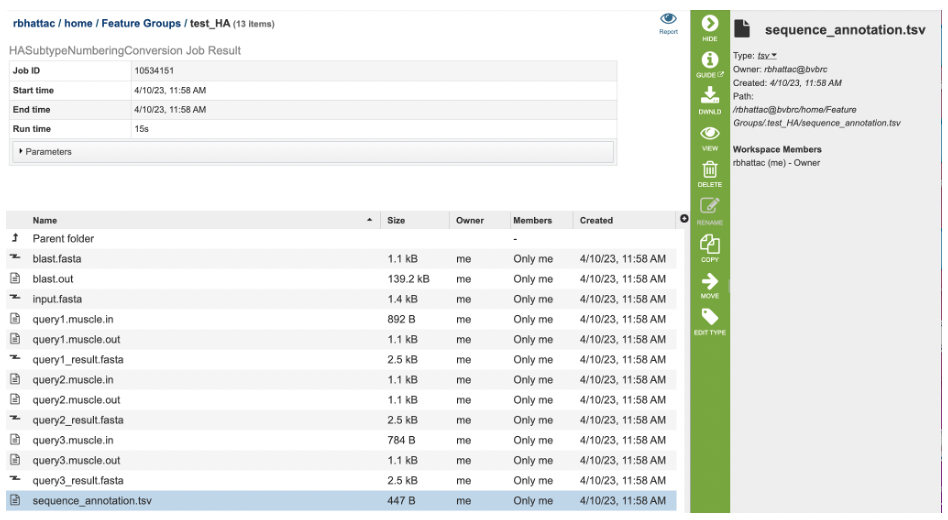 rbhattac / home / Feature Groups / test_HA (13 items)
Report
HASubtypeNumberingConversion Job Result
Job ID 10534151
Start time 4/10/23, 11:58 AM
End time 4/10/23, 11:58 AM
Run time 15s
Parameters
Name Size Owner Members Created
Parent folder -
blast.fasta 1.1 kB me Only me 4/10/23, 11:58 AM
blast.out 139.2 kB me Only me 4/10/23, 11:58 AM
input.fasta 1.4 kB me Only me 4/10/23, 11:58 AM
query1.muscle.in 892 B me Only me 4/10/23, 11:58 AM
query1.muscle.out 1.1 kB me Only me 4/10/23, 11:58 AM
query1_result.fasta 2.5 kB me Only me 4/10/23, 11:58 AM
query2.muscle.in 1.1 kB me Only me 4/10/23, 11:58 AM
query2.muscle.out 1.1 kB me Only me 4/10/23, 11:58 AM
query2_result.fasta 2.5 kB me Only me 4/10/23, 11:58 AM
query3.muscle.in 784 B me Only me 4/10/23, 11:58 AM
query3.muscle.out 1.1 kB me Only me 4/10/23, 11:58 AM
query3_result.fasta 2.5 kB me Only me 4/10/23, 11:58 AM
sequence_annotation.tsv 447 B me Only me 4/10/23, 11:58 AM
HIDE
GUIDE
DWNLD
VIEW
DELETE
RENAME
COPY
MOVE
EDIT TYPE
sequence_annotation.tsv
Type: tsv
Owner: rbhattac@bvbrc
Created: 4/10/23, 11:58 AM
Path:
/rbhattac@bvbrc/home/Feature
Groups/.test_HA/sequence_annotation.tsv
Workspace Members
rbhattac (me) - Owner